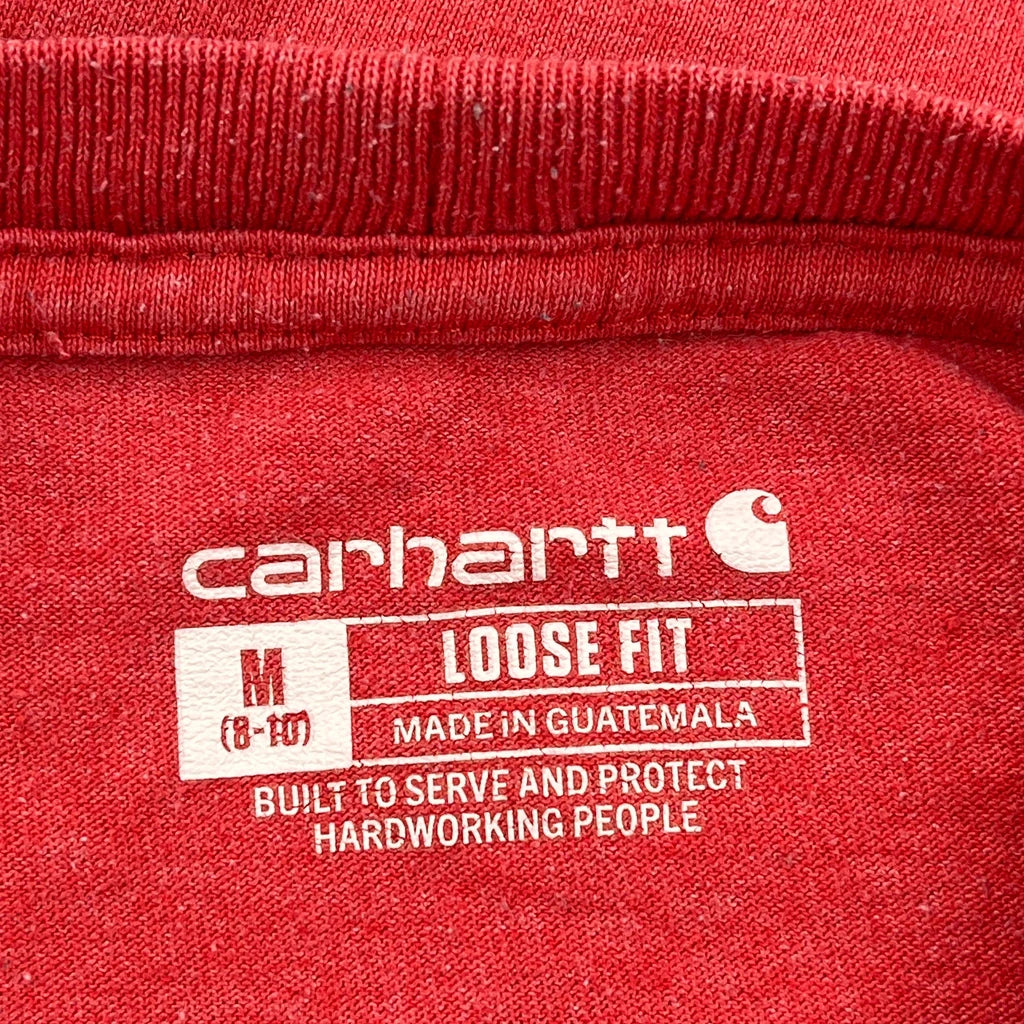 carhartt
M
(8-10)
LOOSE FIT
MADE IN GUATEMALA
BUILT TO SERVE AND PROTECT
HARDWORKING PEOPLE